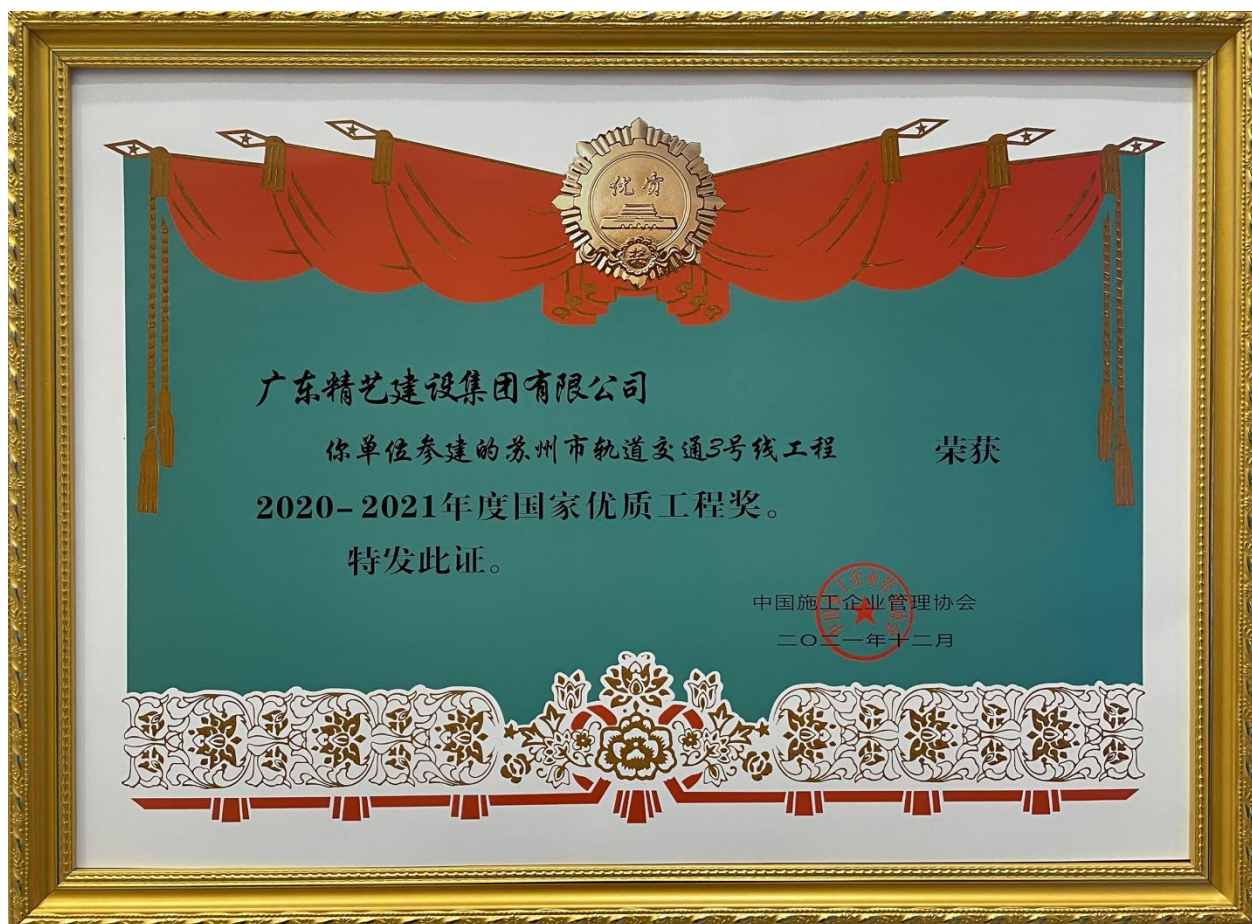 优质
奖
广东精艺建设集团有限公司
你单位参建的苏州市轨道交通3号线工程 荣获
2020-2021年度国家优质工程奖。
特发此证。
中国施工企业管理协会
二〇二一年十二月